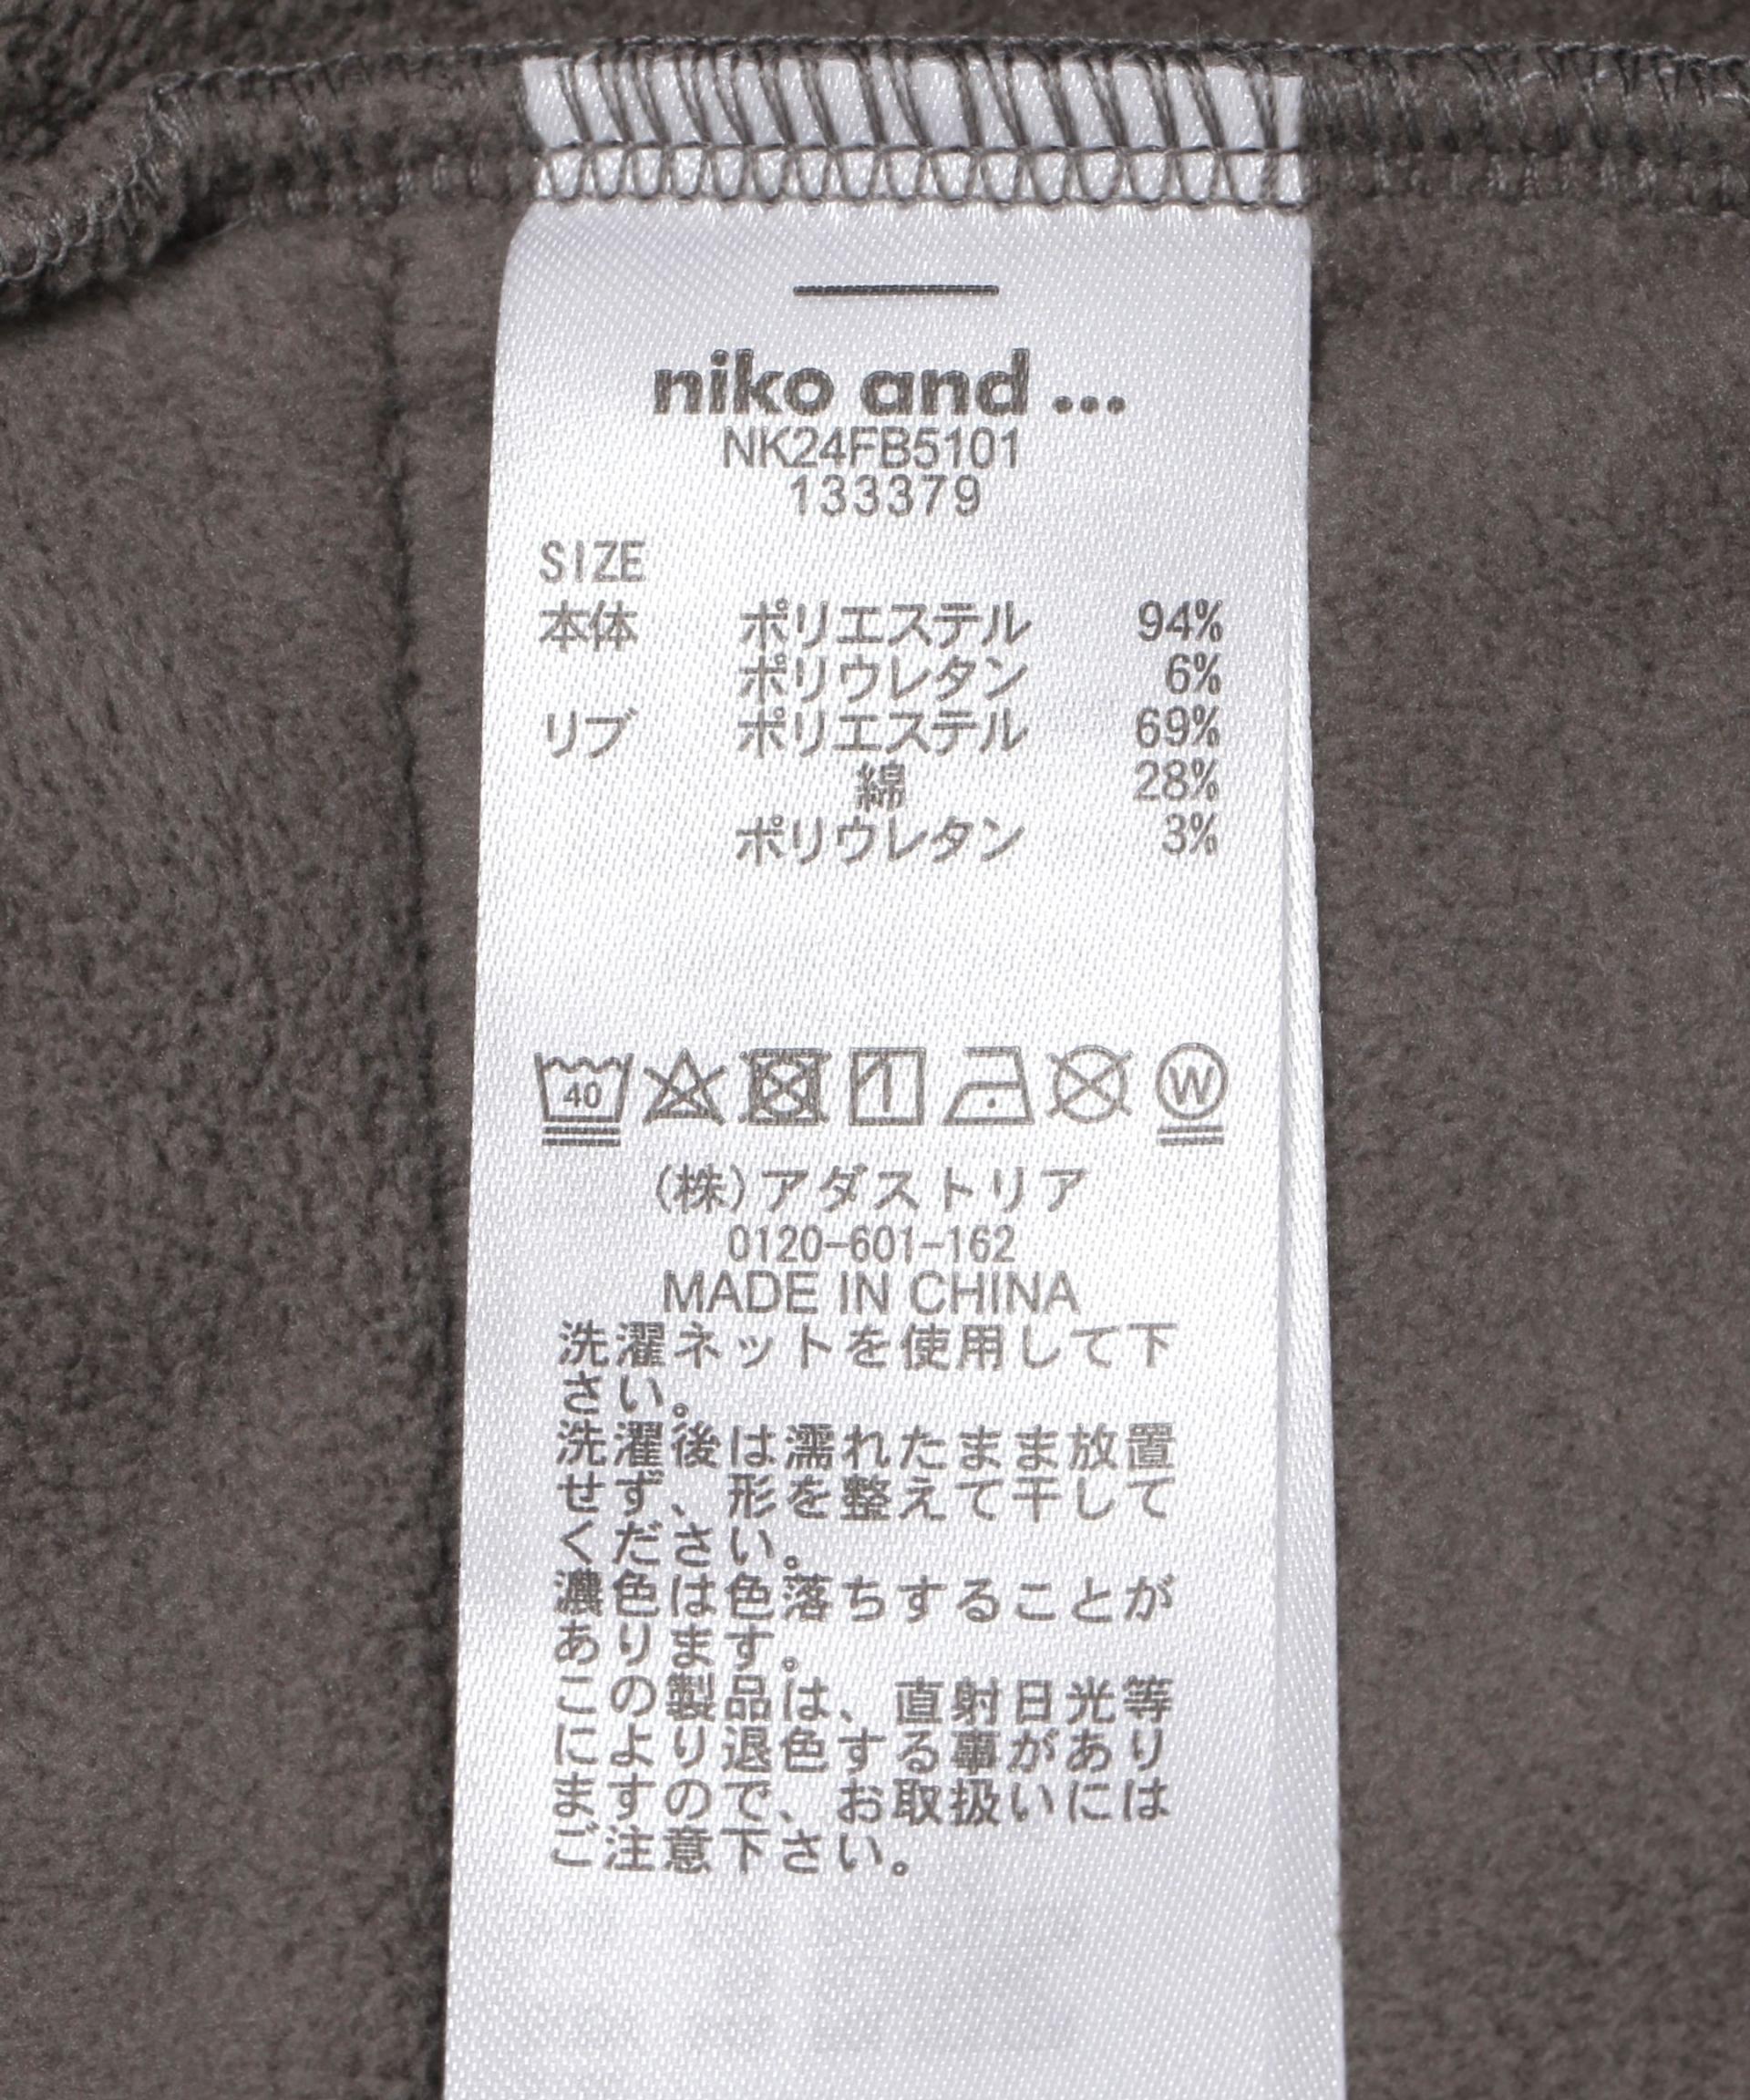 niko and ...
NK24FB5101
133379
SIZE
本体 ポリエステル 94%
ポリウレタン 6%
リブ ポリエステル 69%
綿 28%
ポリウレタン 3%
40 W
(株)アダストリア
0120-601-162
MADE IN CHINA
洗濯ネットを使用して下
さい。
洗濯後は濡れたまま放置
せず、形を整えて干して
ください。
濃色は色落ちすることが
あります。
この製品は、直射日光等
により退色する事があり
ますので、お取扱いには
ご注意下さい。